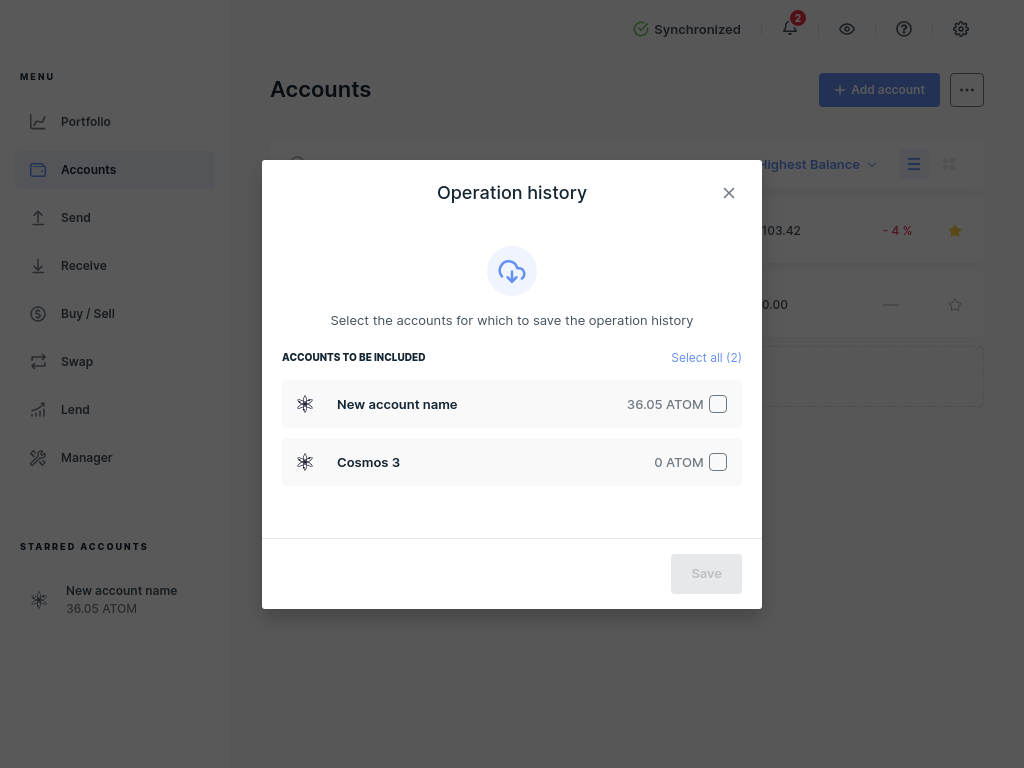 Synchronized
2
MENU
Portfolio
Accounts
Send
Receive
Buy / Sell
Swap
Lend
Manager
STARRED ACCOUNTS
New account name
36.05 ATOM
Accounts
+ Add account
Highest Balance
103.42
- 4 %
0.00
—
Operation history
Select the accounts for which to save the operation history
ACCOUNTS TO BE INCLUDED
Select all (2)
New account name
36.05 ATOM
Cosmos 3
0 ATOM
Save